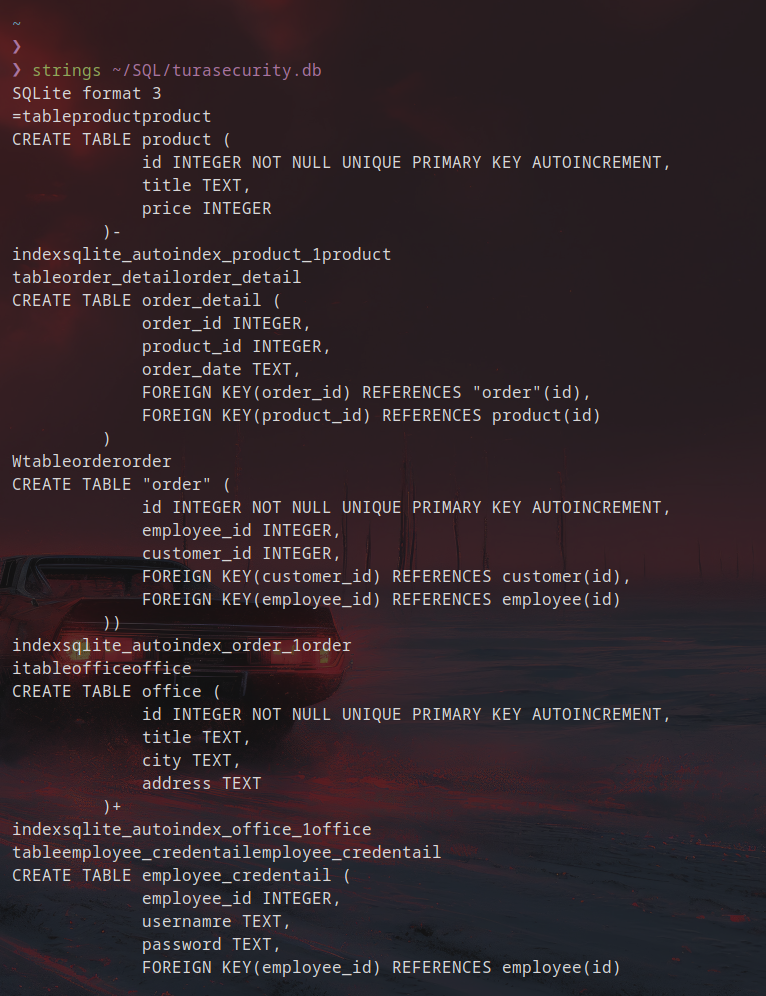 ~
❯
❯ strings ~/SQL/turasecurity.db
SQLite format 3
=tableproductproduct
CREATE TABLE product (
             id INTEGER NOT NULL UNIQUE PRIMARY KEY AUTOINCREMENT,
             title TEXT,
             price INTEGER
         )-
indexsqlite_autoindex_product_1product
tableorder_detailorder_detail
CREATE TABLE order_detail (
             order_id INTEGER,
             product_id INTEGER,
             order_date TEXT,
             FOREIGN KEY(order_id) REFERENCES "order"(id),
             FOREIGN KEY(product_id) REFERENCES product(id)
         )
Wtableorderorder
CREATE TABLE "order" (
             id INTEGER NOT NULL UNIQUE PRIMARY KEY AUTOINCREMENT,
             employee_id INTEGER,
             customer_id INTEGER,
             FOREIGN KEY(customer_id) REFERENCES customer(id),
             FOREIGN KEY(employee_id) REFERENCES employee(id)
         ))
indexsqlite_autoindex_order_1order
itableofficeoffice
CREATE TABLE office (
             id INTEGER NOT NULL UNIQUE PRIMARY KEY AUTOINCREMENT,
             title TEXT,
             city TEXT,
             address TEXT
         )+
indexsqlite_autoindex_office_1office
tableemployee_credentailemployee_credentail
CREATE TABLE employee_credentail (
             employee_id INTEGER,
             usernamre TEXT,
             password TEXT,
             FOREIGN KEY(employee_id) REFERENCES employee(id)